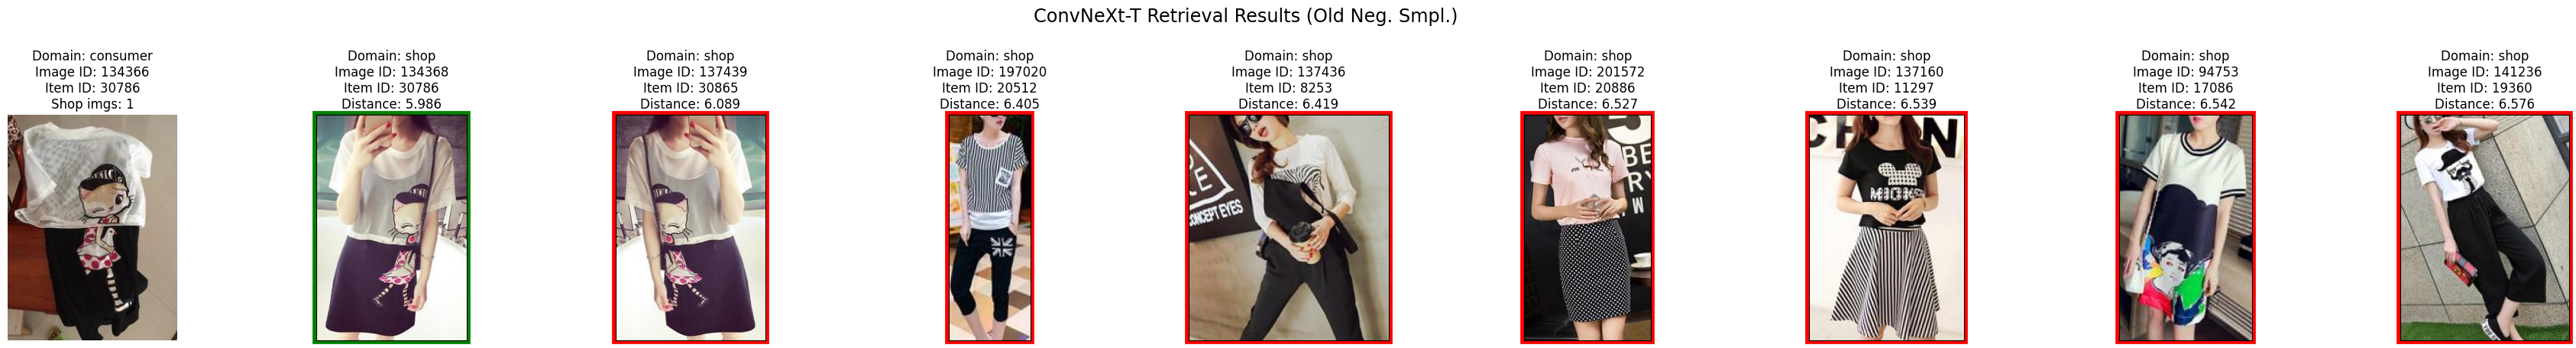 ConvNeXt-T Retrieval Results (Old Neg. Smpl.)
Domain: consumer
Image ID: 134366
Item ID: 30786
Shop imgs: 1
Domain: shop
Image ID: 134368
Item ID: 30786
Distance: 5.986
Domain: shop
Image ID: 137439
Item ID: 30865
Distance: 6.089
Domain: shop
Image ID: 197020
Item ID: 20512
Distance: 6.405
Domain: shop
Image ID: 137436
Item ID: 8253
Distance: 6.419
Domain: shop
Image ID: 201572
Item ID: 20886
Distance: 6.527
Domain: shop
Image ID: 137160
Item ID: 11297
Distance: 6.539
Domain: shop
Image ID: 94753
Item ID: 17086
Distance: 6.542
Domain: shop
Image ID: 141236
Item ID: 19360
Distance: 6.576
CONCEPT EYES